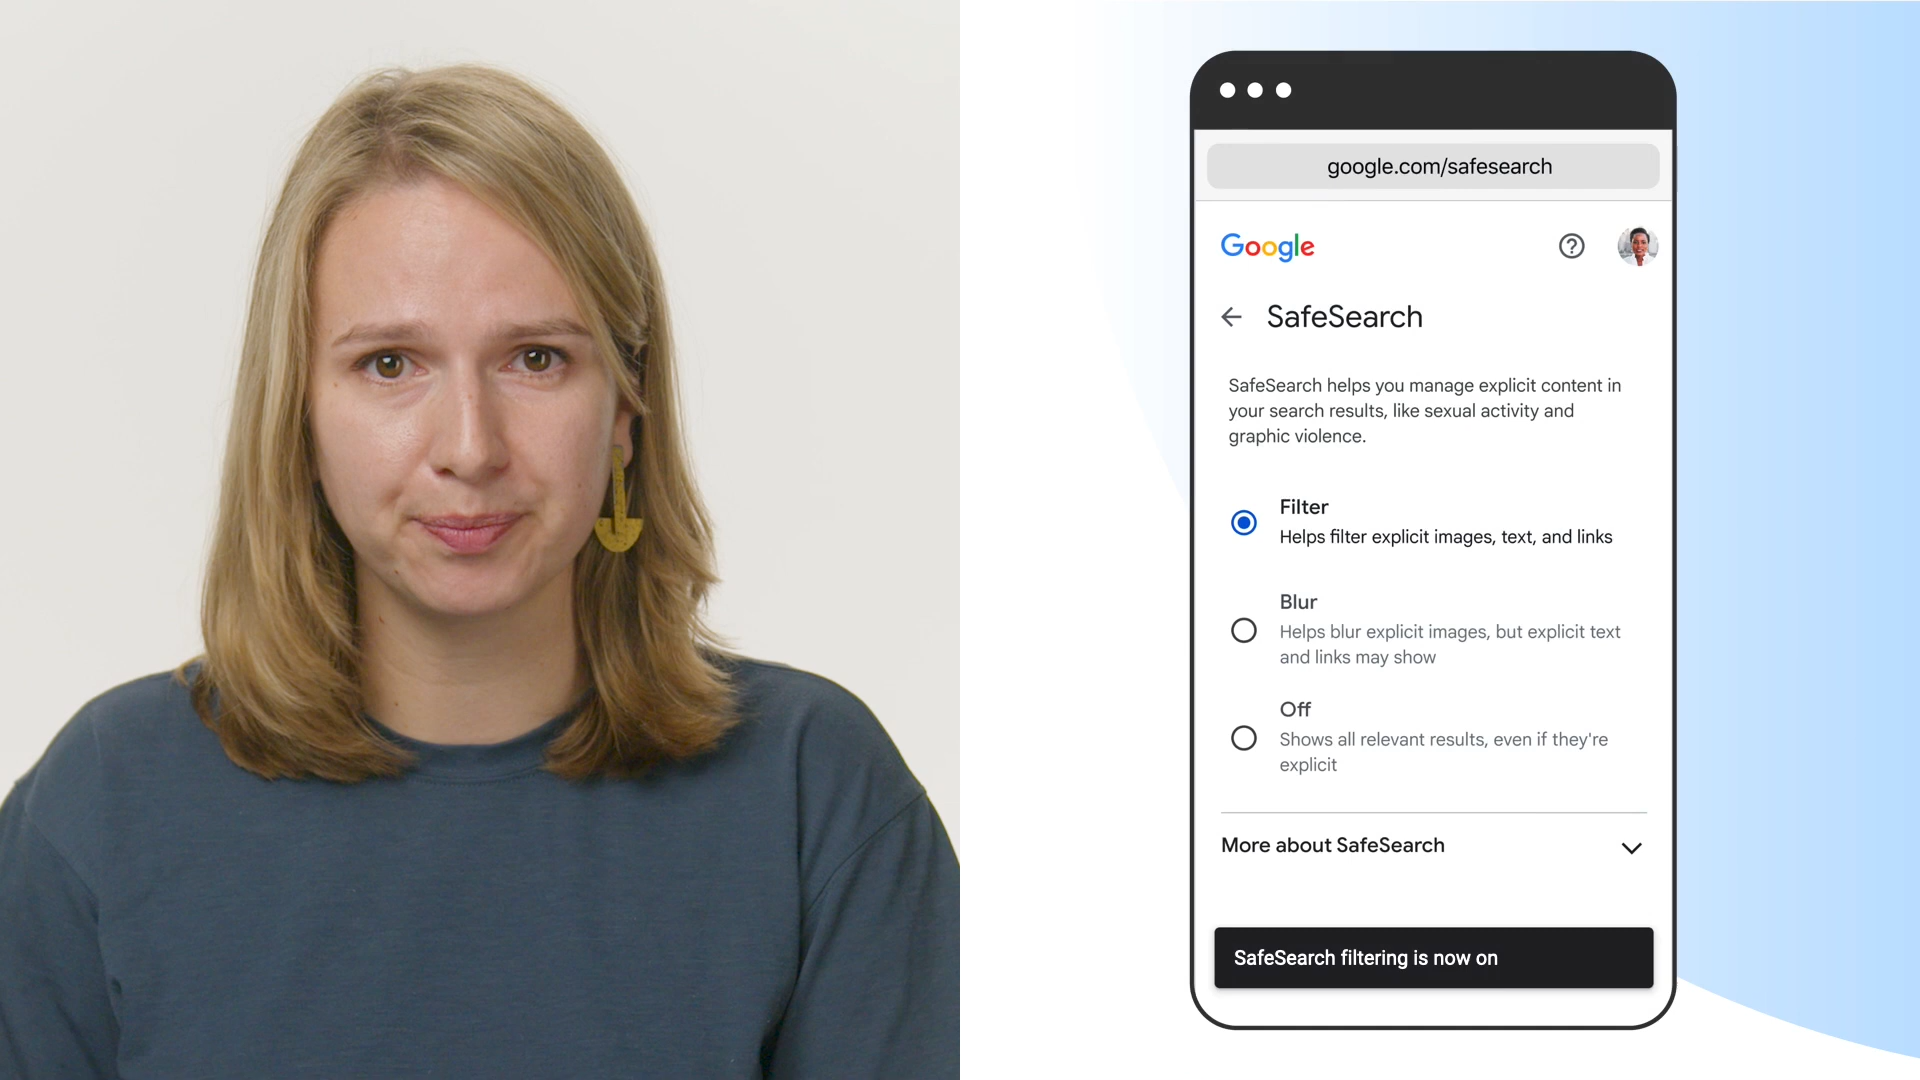 google.com/safesearch
Google
SafeSearch
SafeSearch helps you manage explicit content in
your search results, like sexual activity and
graphic violence.
Filter
Helps filter explicit images, text, and links
Blur
Helps blur explicit images, but explicit text
and links may show
Off
Shows all relevant results, even if they're
explicit
More about SafeSearch
SafeSearch filtering is now on